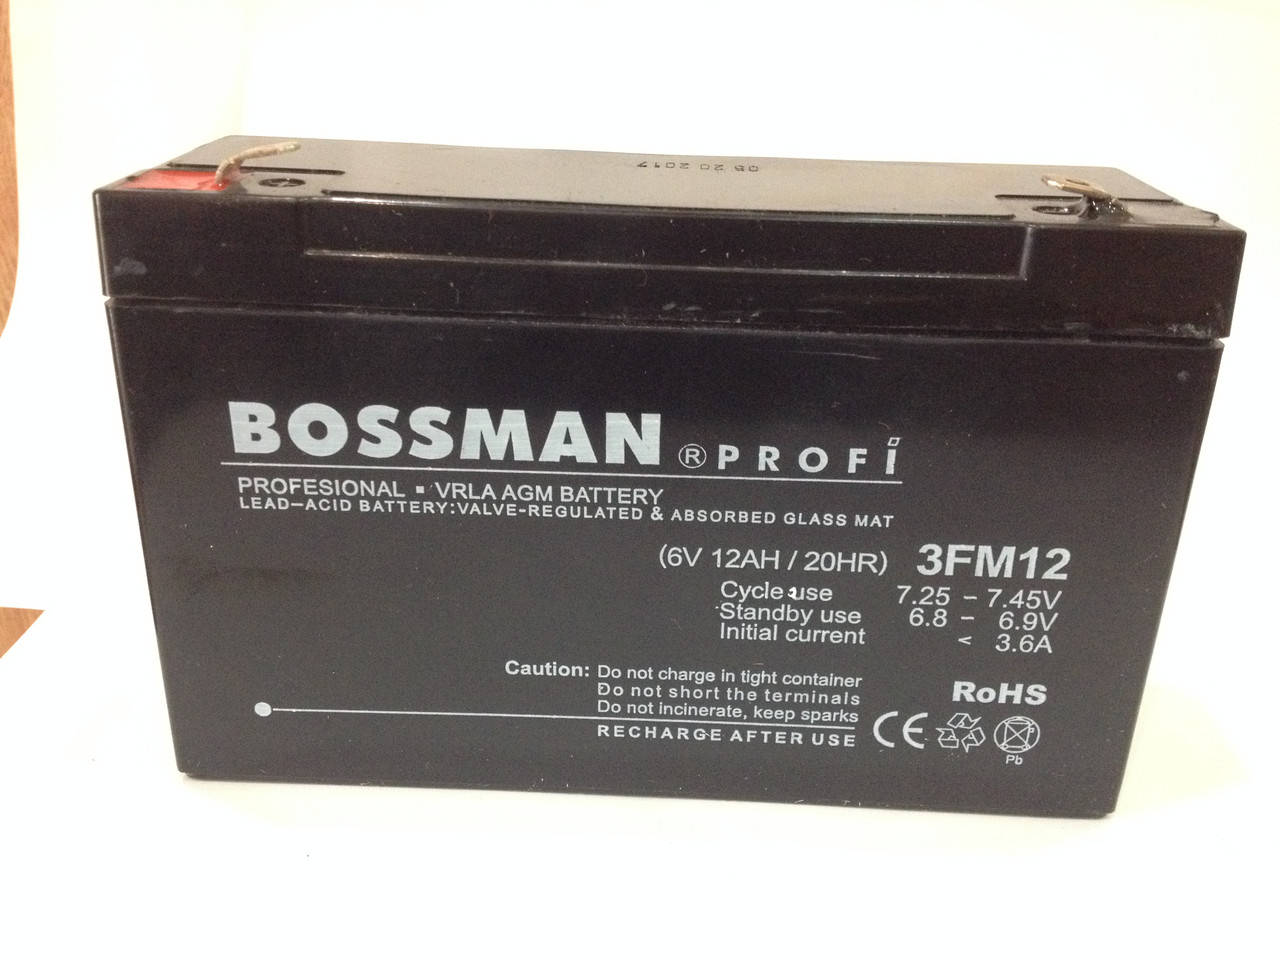 05 20 2017
BOSSMAN ® PROFi
PROFESIONAL ▪ VRLA AGM BATTERY
LEAD–ACID BATTERY:VALVE-REGULATED & ABSORBED GLASS MAT
(6V 12AH / 20HR) 3FM12
Cycle use 7.25 – 7.45V
Standby use 6.8 – 6.9V
Initial current < 3.6A
Caution: Do not charge in tight container
Do not short the terminals
Do not incinerate, keep sparks
RECHARGE AFTER USE
RoHS
CE
Pb